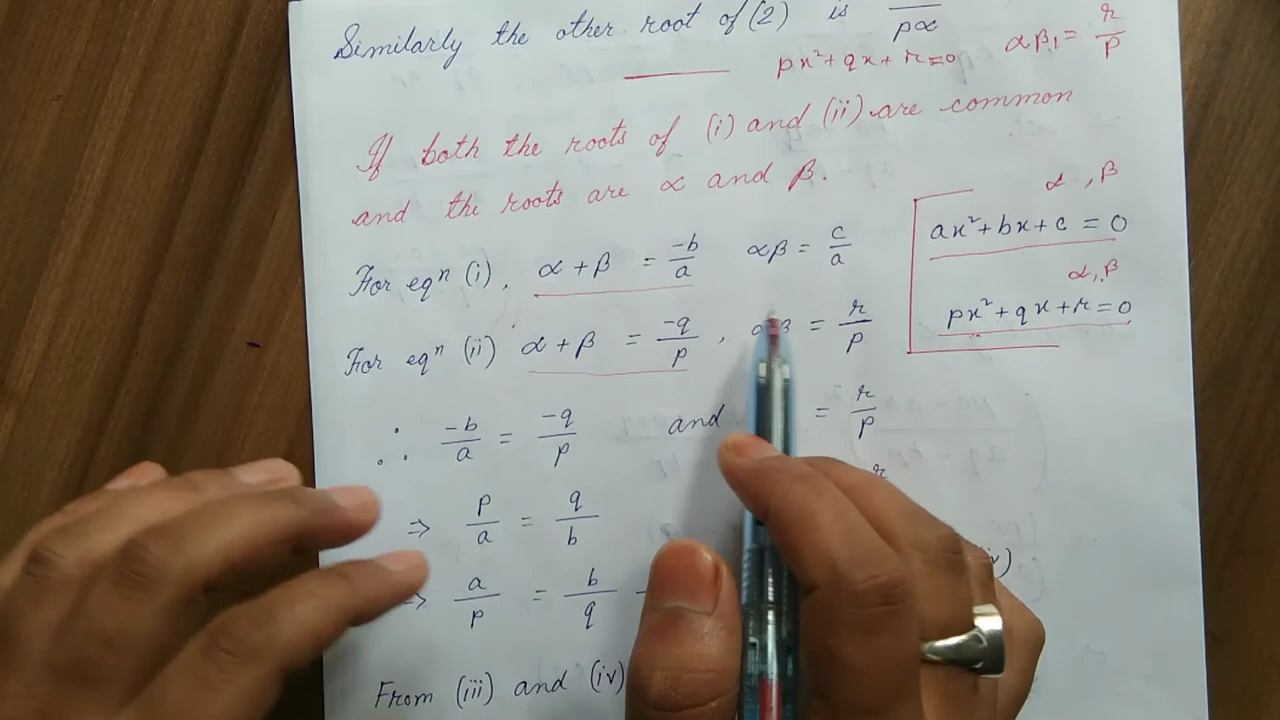 Similarly the other root of (2) is — pα
px²+qx+r=0 αβ₁ = r/p
If both the roots of (i) and (ii) are common
and the roots are α and β.
For eqⁿ (i), α+β = -b/a αβ = c/a
For eqⁿ (ii) α+β = -q/p, αβ = r/p
∴ -b/a = -q/p and = r/p
⇒ p/a = q/b r
⇒ a/p = b/q iv)
From (iii) and (iv)
α, β
ax²+bx+c = 0
α, β
px²+qx+r=0